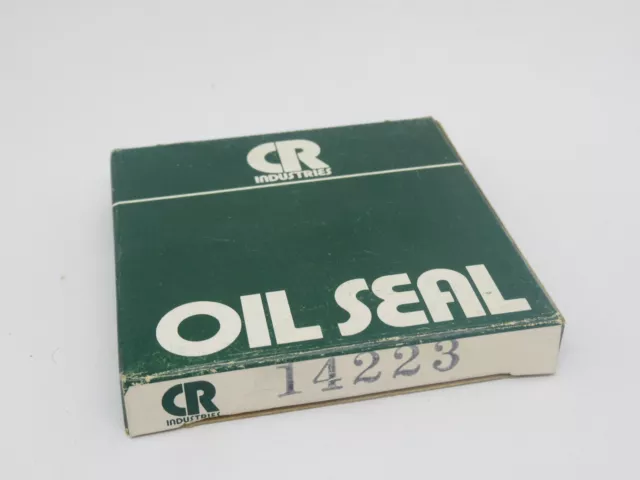 CR
INDUSTRIES
OIL SEAL
14223
CR
INDUSTRIES